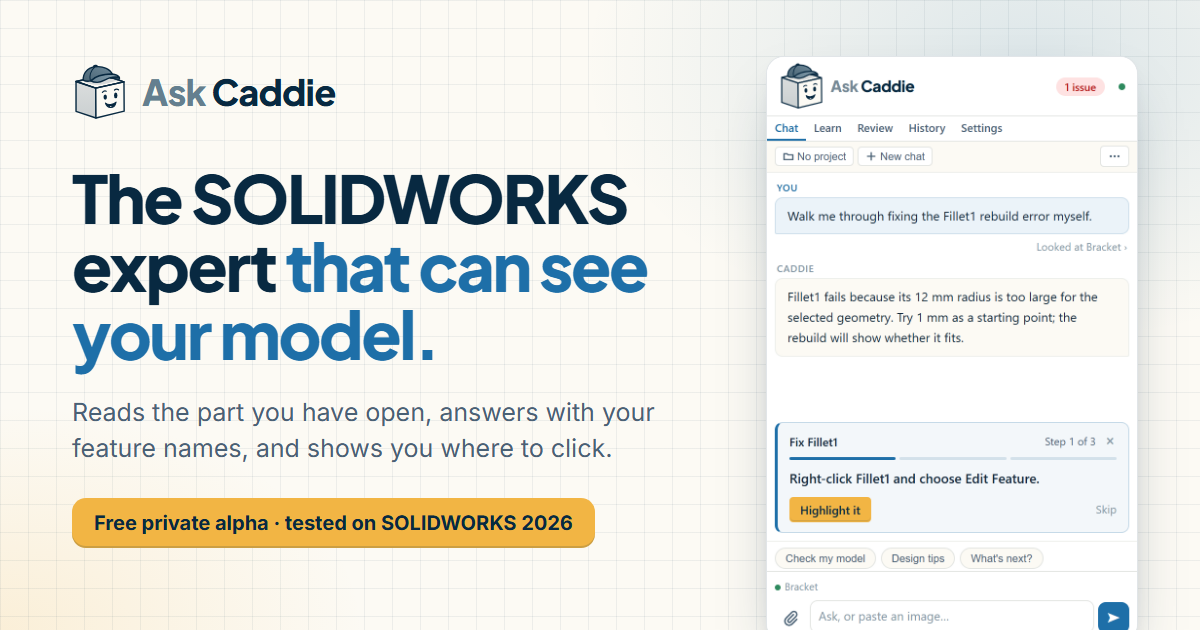 Ask Caddie
The SOLIDWORKS
expert that can see
your model.
Reads the part you have open, answers with your
feature names, and shows you where to click.
Free private alpha · tested on SOLIDWORKS 2026
Ask Caddie
1 issue
Chat Learn Review History Settings
No project + New chat ...
YOU
Walk me through fixing the Fillet1 rebuild error myself.
Looked at Bracket ›
CADDIE
Fillet1 fails because its 12 mm radius is too large for the
selected geometry. Try 1 mm as a starting point; the
rebuild will show whether it fits.
Fix Fillet1 Step 1 of 3 ×
Right-click Fillet1 and choose Edit Feature.
Highlight it Skip
Check my model Design tips What's next?
Bracket
Ask, or paste an image...